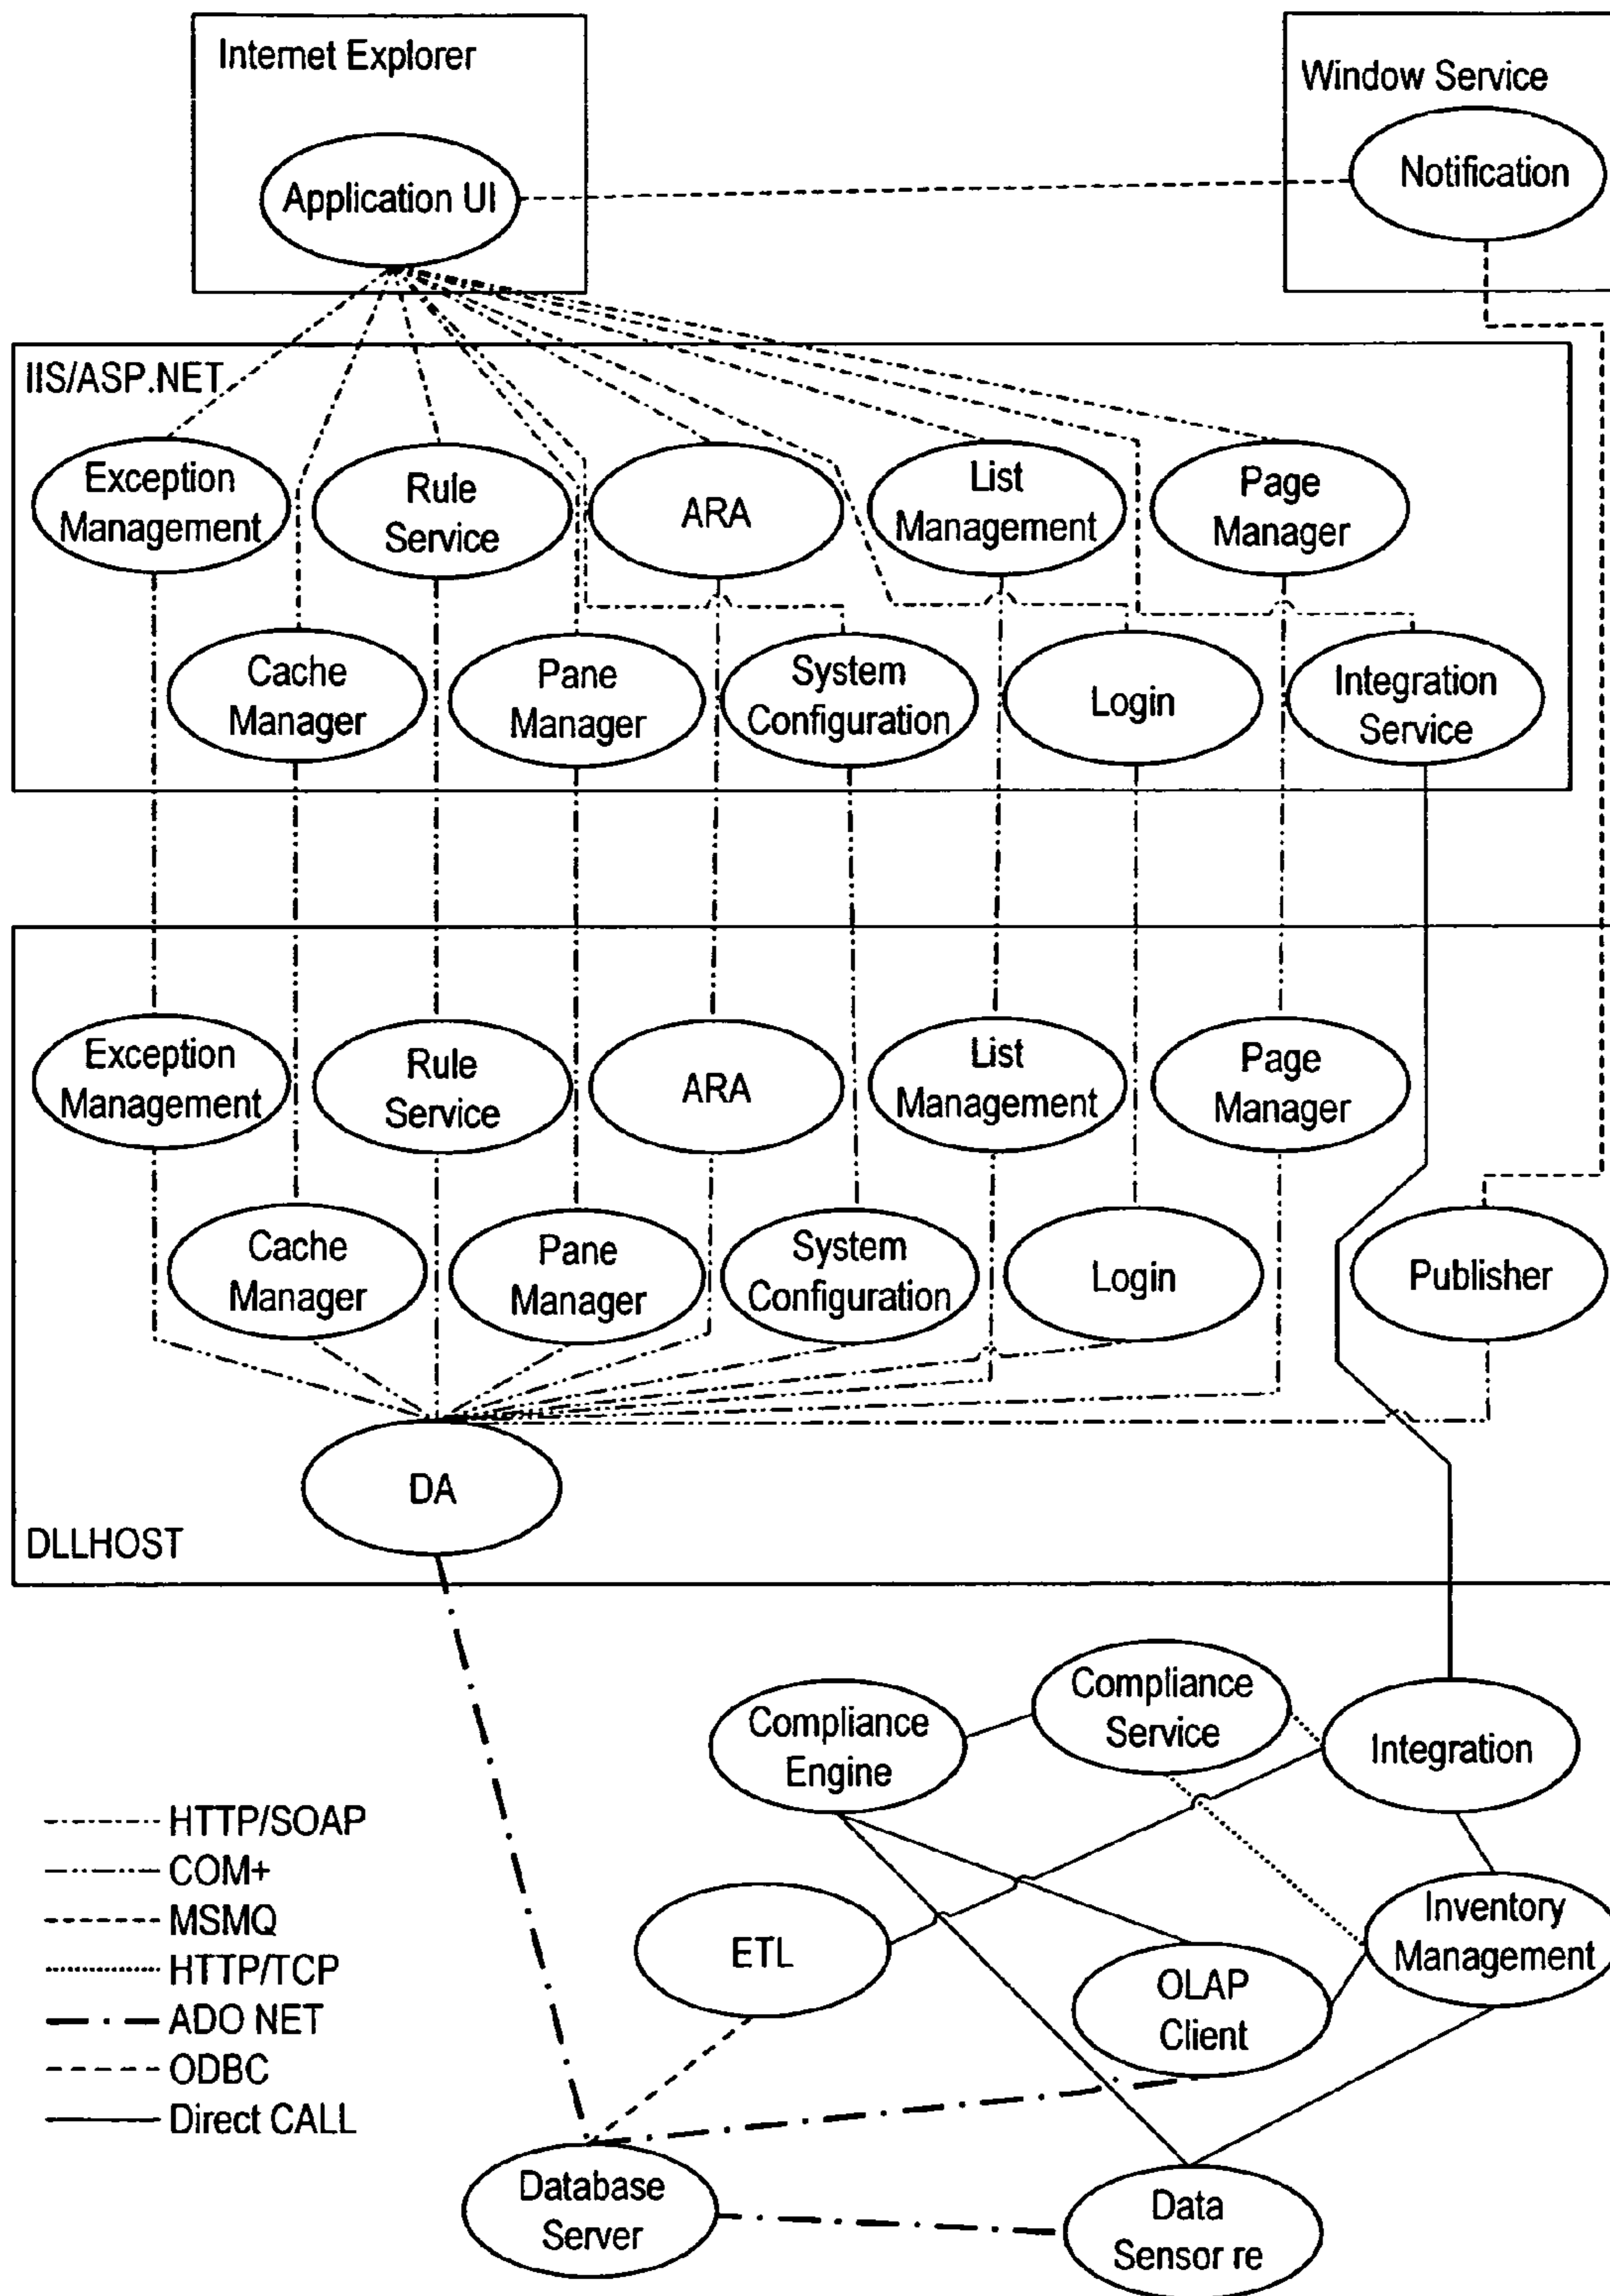 Internet Explorer
Application UI
Window Service
Notification
IIS/ASP.NET
Exception
Management
Rule
Service
ARA
List
Management
Page
Manager
Cache
Manager
Pane
Manager
System
Configuration
Login
Integration
Service
Exception
Management
Rule
Service
ARA
List
Management
Page
Manager
Cache
Manager
Pane
Manager
System
Configuration
Login
Publisher
DA
DLLHOST
Compliance
Engine
Compliance
Service
Integration
ETL
OLAP
Client
Inventory
Management
Database
Server
Data
Sensor re
HTTP/SOAP
COM+
MSMQ
HTTP/TCP
ADO NET
ODBC
Direct CALL